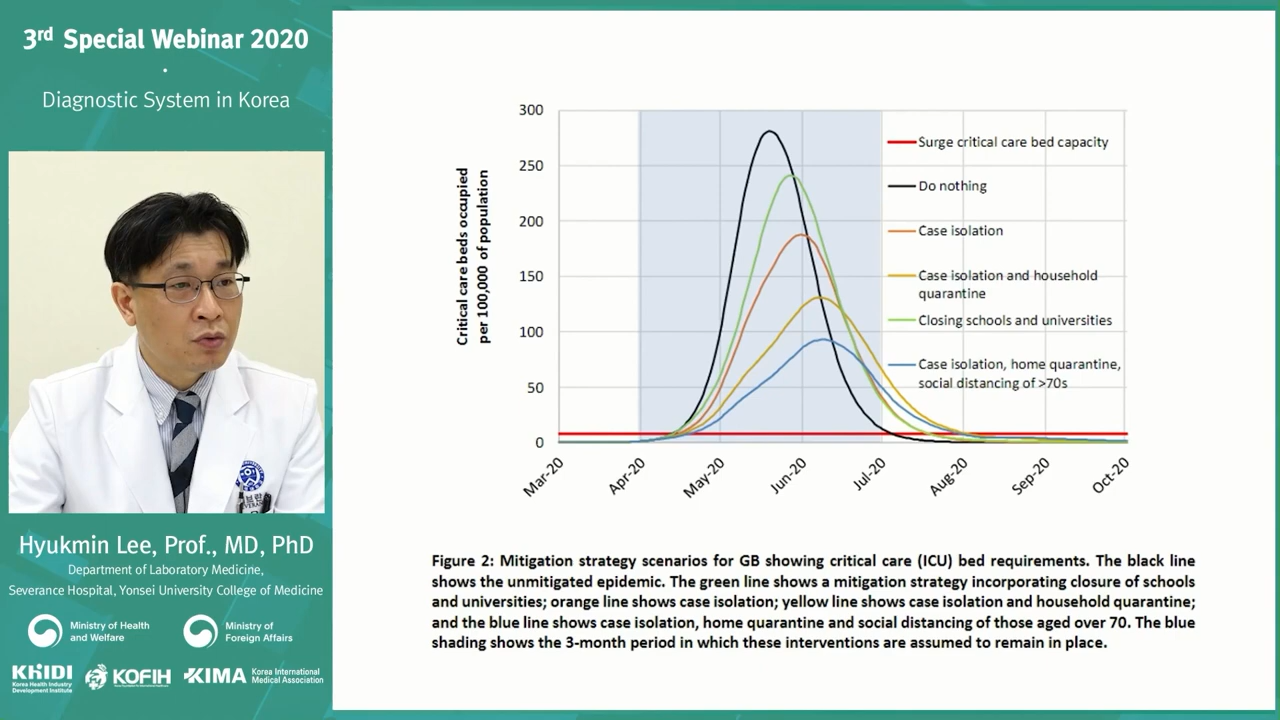 3rd Special Webinar 2020
·
Diagnostic System in Korea
Hyukmin Lee, Prof., MD, PhD
Department of Laboratory Medicine,
Severance Hospital, Yonsei University College of Medicine
Ministry of Health
and Welfare
Ministry of
Foreign Affairs
KHIDI
Korea Health Industry
Development Institute
KOFIH
KIMA
Korea International
Medical Association
Critical care beds occupied
per 100,000 of population
300
250
200
150
100
50
0
Mar-20
Apr-20
May-20
Jun-20
Jul-20
Aug-20
Sep-20
Oct-20
Surge critical care bed capacity
Do nothing
Case isolation
Case isolation and household
quarantine
Closing schools and universities
Case isolation, home quarantine,
social distancing of >70s
Figure 2: Mitigation strategy scenarios for GB showing critical care (ICU) bed requirements. The black line
shows the unmitigated epidemic. The green line shows a mitigation strategy incorporating closure of schools
and universities; orange line shows case isolation; yellow line shows case isolation and household quarantine;
and the blue line shows case isolation, home quarantine and social distancing of those aged over 70. The blue
shading shows the 3-month period in which these interventions are assumed to remain in place.